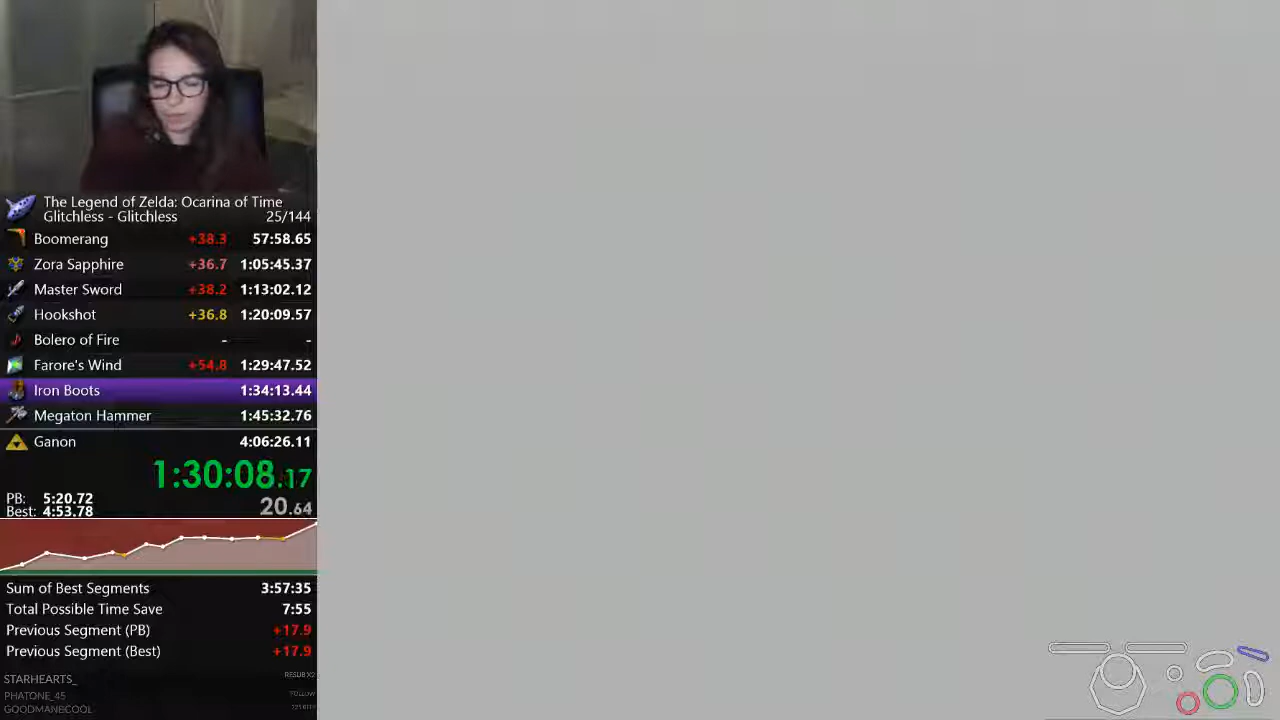 The Legend of Zelda: Ocarina of Time
Glitchless - Glitchless 25/144
Boomerang +38.3 57:58.65
Zora Sapphire +36.7 1:05:45.37
Master Sword +38.2 1:13:02.12
Hookshot +36.8 1:20:09.57
Bolero of Fire - -
Farore's Wind +54.8 1:29:47.52
Iron Boots 1:34:13.44
Megaton Hammer 1:45:32.76
Ganon 4:06:26.11
1:30:08.17
PB: 5:20.72
Best: 4:53.78
20.64
Sum of Best Segments 3:57:35
Total Possible Time Save 7:55
Previous Segment (PB) +17.9
Previous Segment (Best) +17.9
STARHEARTS_ RESUB X2
PHATONE_45 FOLLOW
GOODMANBCOOL